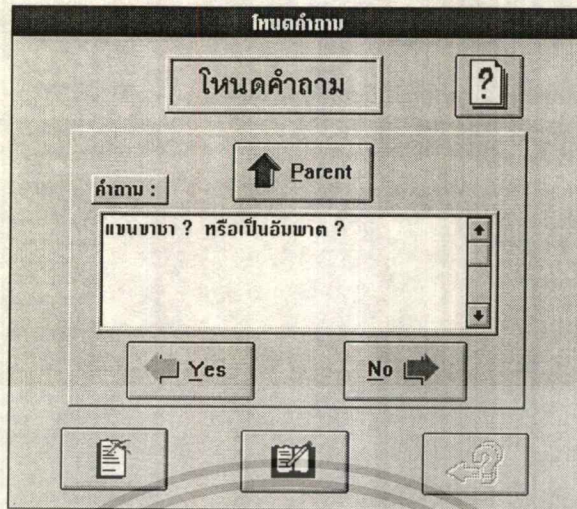 โหนดคำถาม
โหนดคำถาม
Parent
คำถาม :
แขนขาชา ? หรือเป็นอัมพาต ?
Yes
No